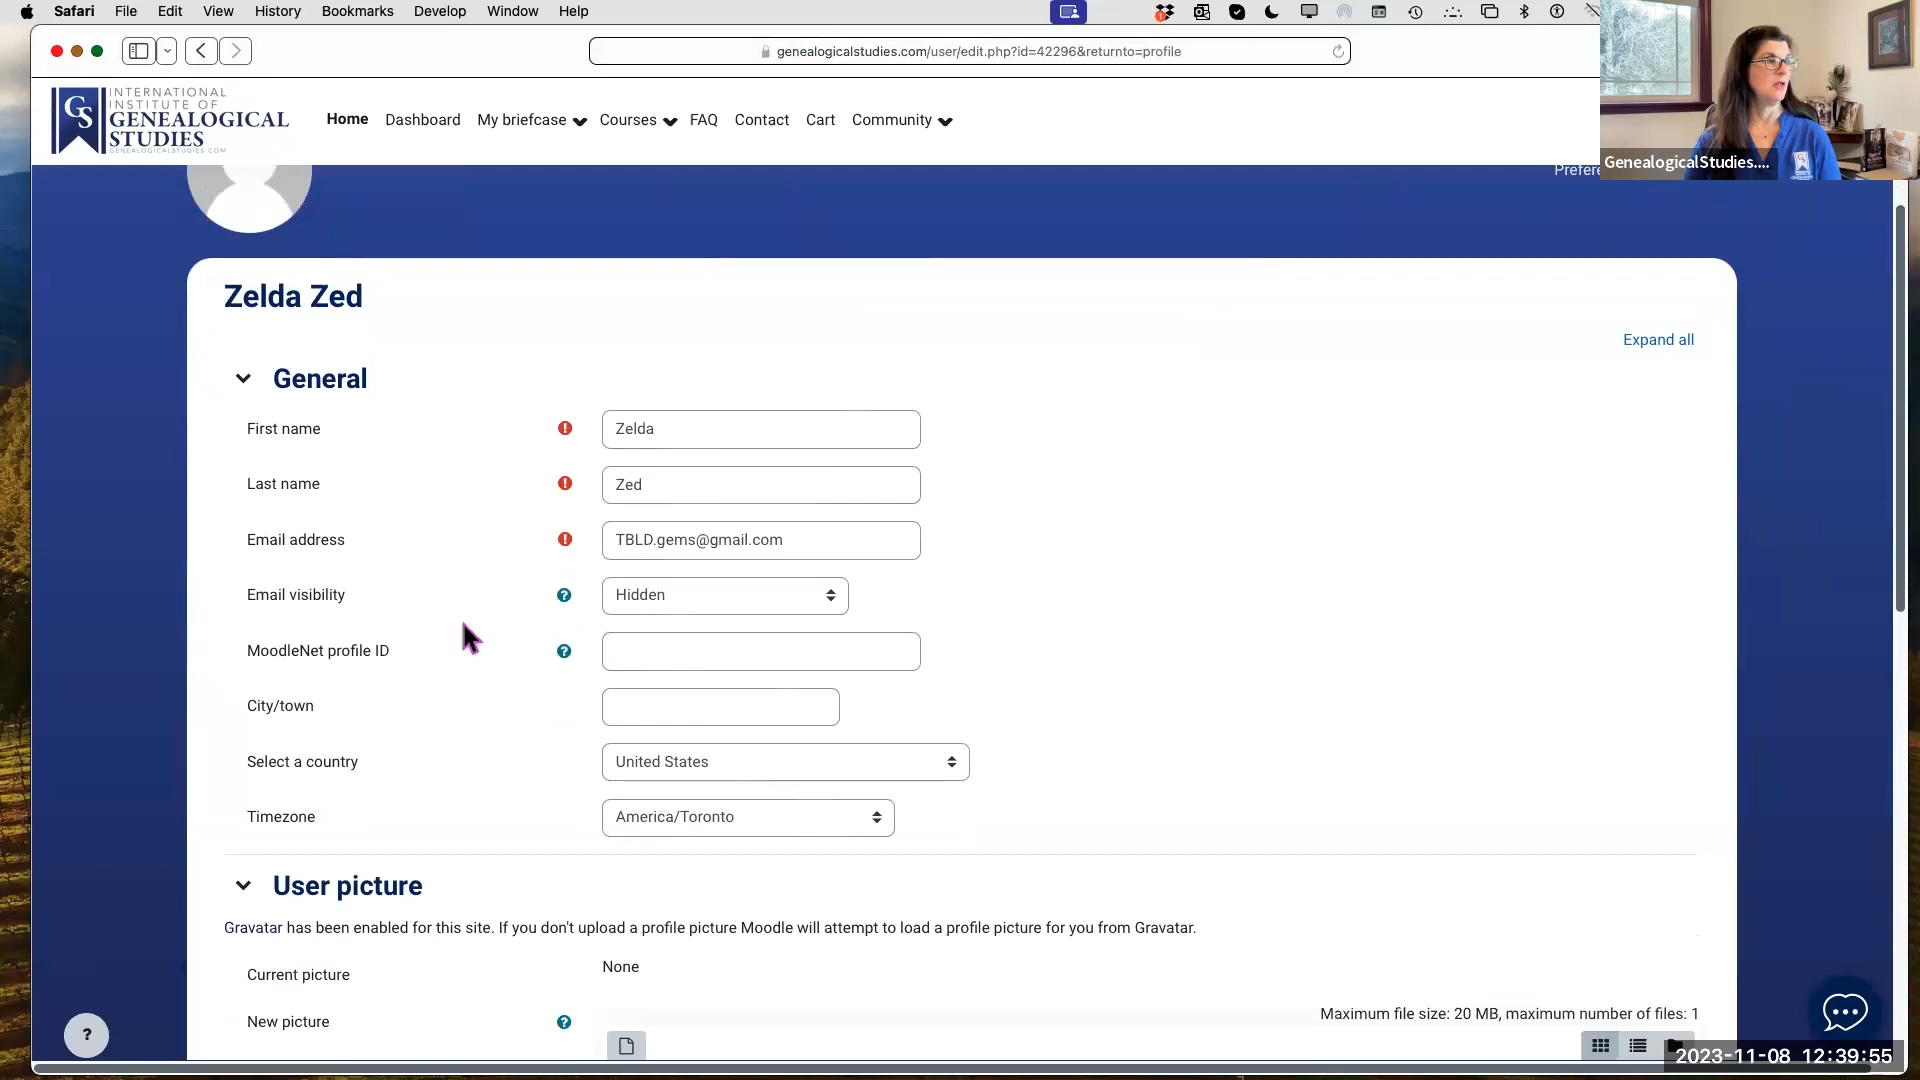 Safari File Edit View History Bookmarks Develop Window Help
genealogicalstudies.com/user/edit.php?id=42296&returnto=profile
GS
INTERNATIONAL
INSTITUTE OF
GENEALOGICAL
STUDIES
GENEALOGICALSTUDIES.COM
Home Dashboard My briefcase Courses FAQ Contact Cart Community
GenealogicalStudies....
Prefere
Zelda Zed
Expand all
General
First name Zelda
Last name Zed
Email address TBLD.gems@gmail.com
Email visibility ? Hidden
MoodleNet profile ID ?
City/town
Select a country United States
Timezone America/Toronto
User picture
Gravatar has been enabled for this site. If you don't upload a profile picture Moodle will attempt to load a profile picture for you from Gravatar.
Current picture None
Maximum file size: 20 MB, maximum number of files: 1
New picture ?
?
2023-11-08 12:39:55